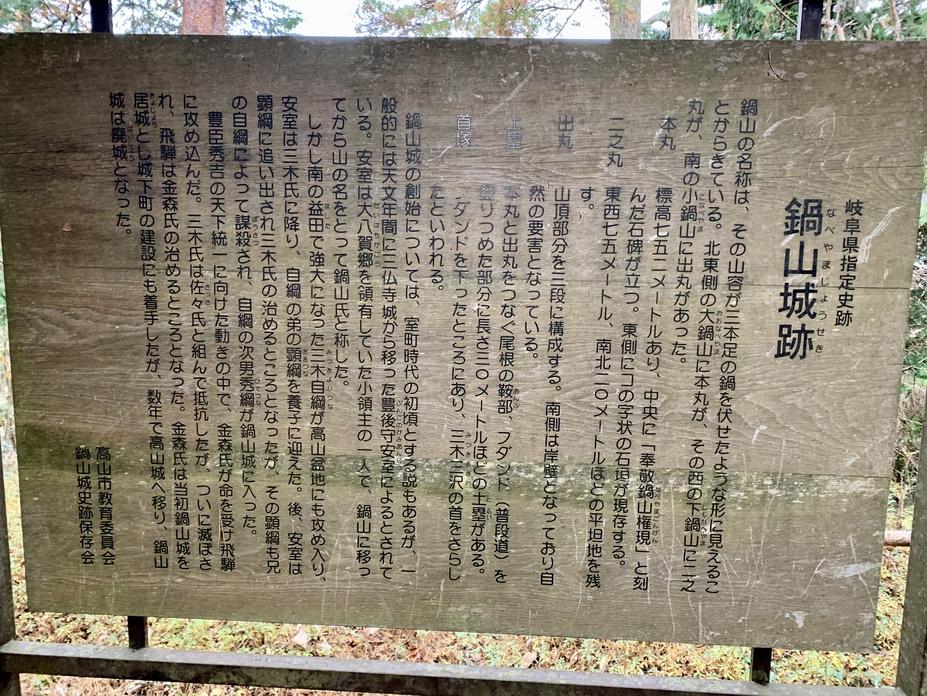 岐阜県指定史跡
鍋山城跡
なべやまじょうせき
鍋山の名称は、その山容が三本足の鍋を伏せたような形に見えるこ
とからきている。北東側の大鍋山に本丸が、その西の下鍋山に二之
丸が、南の小鍋山に出丸があった。
本丸 標高七五二メートルあり、中央に「奉敬鍋山権現」と刻
んだ石碑が立つ。東側にコの字状の石垣が現存する。
二之丸 東西七五メートル、南北二〇メートルほどの平坦地を残
す。
出丸 山頂部分を三段に構成する。南側は岸壁となっており自
然の要害となっている。
土塁 本丸と出丸をつなぐ尾根の鞍部、フダンド（普段道）を
登りつめた部分に長さ三〇メートルほどの土塁がある。
首塚 フダンドを下ったところにあり、三木三沢の首をさらし
たといわれる。
鍋山城の創始については、室町時代の初頃とする説もあるが、一
般的には天文年間に三仏寺城から移った豊後守安室によるとされて
いる。安室は大八賀郷を領有していた小領主の一人で、鍋山に移っ
てから山の名をとって鍋山氏と称した。
しかし南の益田で強大になった三木自綱が高山盆地にも攻め入り、
安室は三木氏に降り、自綱の弟の顕綱を養子に迎えた。後、安室は
顕綱に追い出され三木氏の治めるところとなったが、その顕綱も兄
の自綱によって謀殺され、自綱の次男秀綱が鍋山城に入った。
豊臣秀吉の天下統一に向けた動きの中で、金森氏が命を受け飛騨
に攻め込んだ。三木氏は佐々氏と組んで抵抗したが、ついに滅ぼさ
れ、飛騨は金森氏の治めるところとなった。金森氏は当初鍋山城を
居城とし城下町の建設にも着手したが、数年で高山城へ移り、鍋山
城は廃城となった。
高山市教育委員会
鍋山城史跡保存会